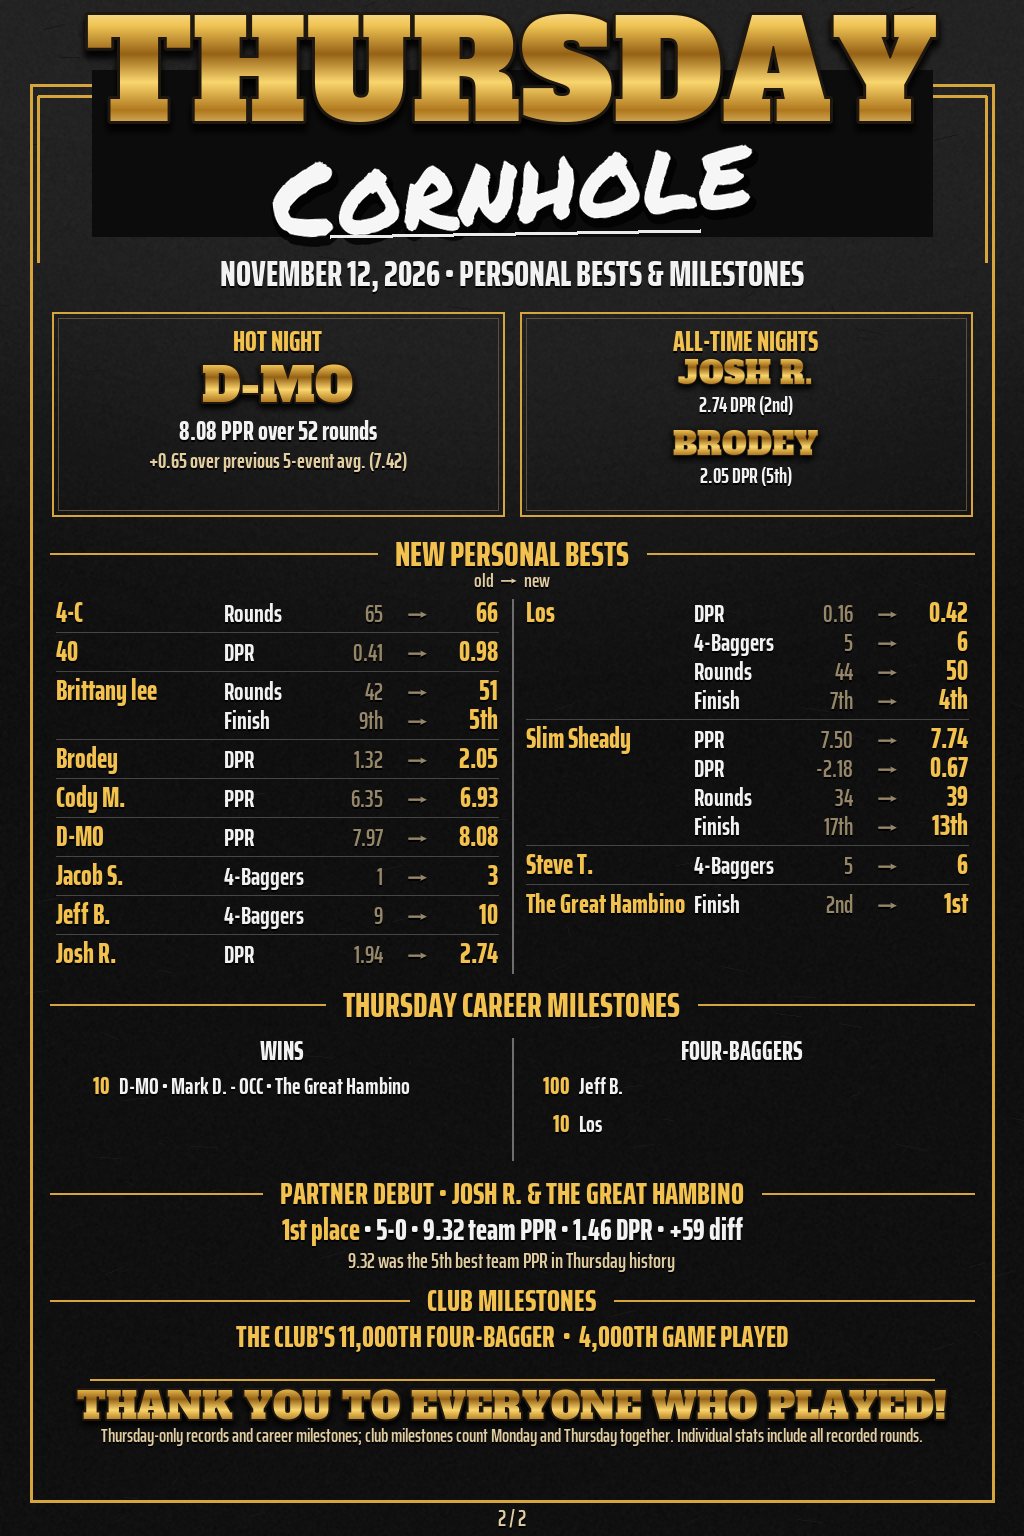 THURSDAY
CORNHOLE
NOVEMBER 12, 2026 • PERSONAL BESTS & MILESTONES
HOT NIGHT
D-MO
8.08 PPR over 52 rounds
+0.65 over previous 5-event avg. (7.42)
ALL-TIME NIGHTS
JOSH R.
2.74 DPR (2nd)
BRODEY
2.05 DPR (5th)
NEW PERSONAL BESTS
old → new
4-C Rounds 65 → 66
40 DPR 0.41 → 0.98
Brittany lee Rounds 42 → 51
Finish 9th → 5th
Brodey DPR 1.32 → 2.05
Cody M. PPR 6.35 → 6.93
D-MO PPR 7.97 → 8.08
Jacob S. 4-Baggers 1 → 3
Jeff B. 4-Baggers 9 → 10
Josh R. DPR 1.94 → 2.74
Los DPR 0.16 → 0.42
4-Baggers 5 → 6
Rounds 44 → 50
Finish 7th → 4th
Slim Sheady PPR 7.50 → 7.74
DPR -2.18 → 0.67
Rounds 34 → 39
Finish 17th → 13th
Steve T. 4-Baggers 5 → 6
The Great Hambino Finish 2nd → 1st
THURSDAY CAREER MILESTONES
WINS
10 D-MO • Mark D. - OCC • The Great Hambino
FOUR-BAGGERS
100 Jeff B.
10 Los
PARTNER DEBUT • JOSH R. & THE GREAT HAMBINO
1st place • 5-0 • 9.32 team PPR • 1.46 DPR • +59 diff
9.32 was the 5th best team PPR in Thursday history
CLUB MILESTONES
THE CLUB'S 11,000TH FOUR-BAGGER • 4,000TH GAME PLAYED
THANK YOU TO EVERYONE WHO PLAYED!
Thursday-only records and career milestones; club milestones count Monday and Thursday together. Individual stats include all recorded rounds.
2 / 2